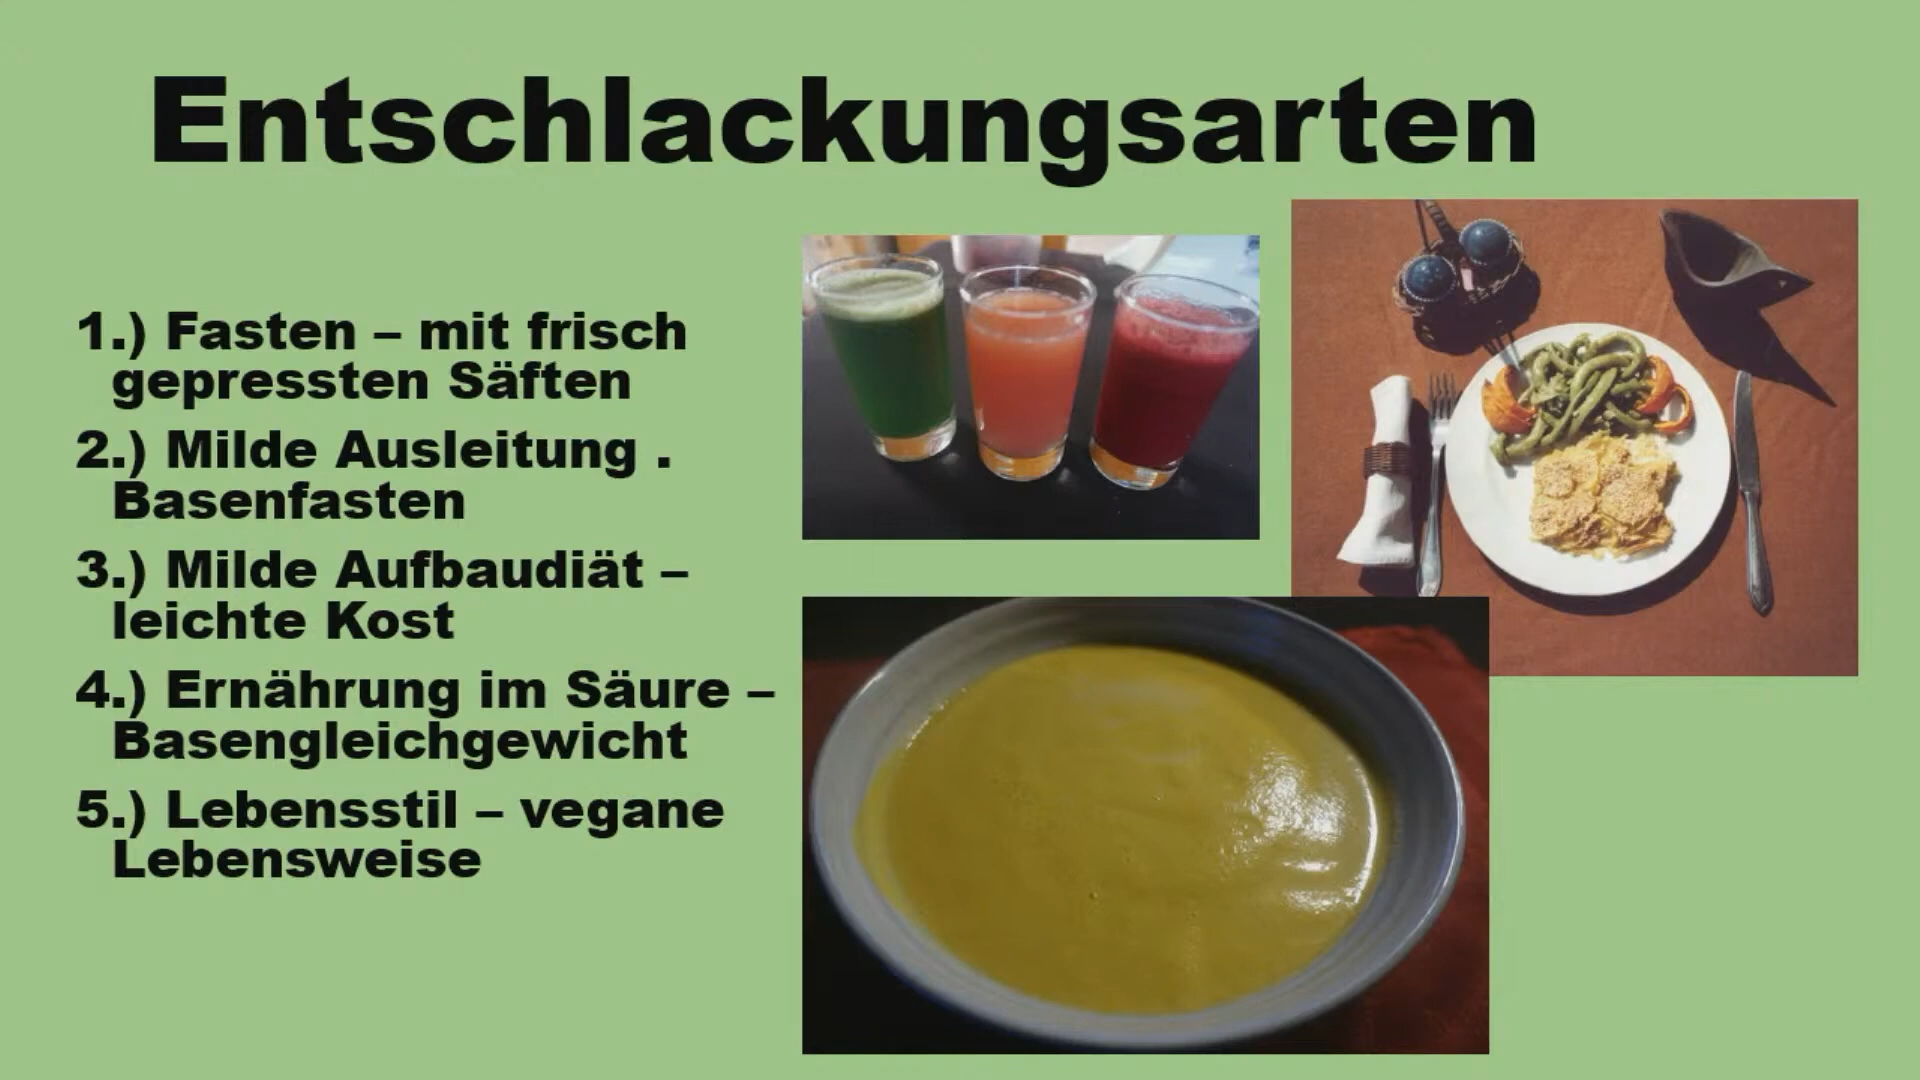 Entschlackungsarten
1.) Fasten – mit frisch
gepressten Säften
2.) Milde Ausleitung .
Basenfasten
3.) Milde Aufbaudiät –
leichte Kost
4.) Ernährung im Säure –
Basengleichgewicht
5.) Lebensstil – vegane
Lebensweise